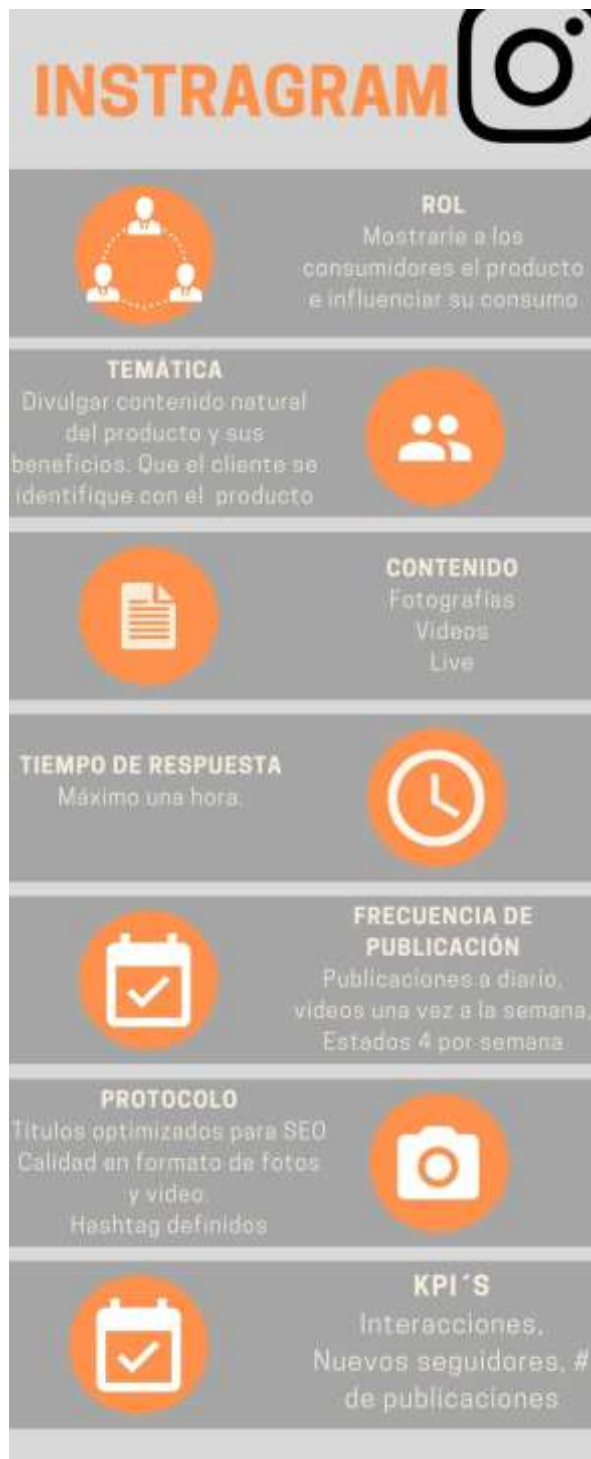 INSTRAGRAM
ROL
Mostrarle a los
consumidores el producto
e influenciar su consumo
TEMÁTICA
Divulgar contenido natural
del producto y sus
beneficios. Que el cliente se
identifique con el producto
CONTENIDO
Fotografías
Videos
Live
TIEMPO DE RESPUESTA
Máximo una hora.
FRECUENCIA DE
PUBLICACIÓN
Publicaciones a diario,
videos una vez a la semana,
Estados 4 por semana
PROTOCOLO
Títulos optimizados para SEO
Calidad en formato de fotos
y video.
Hashtag definidos
KPI´S
Interacciones,
Nuevos seguidores, #
de publicaciones